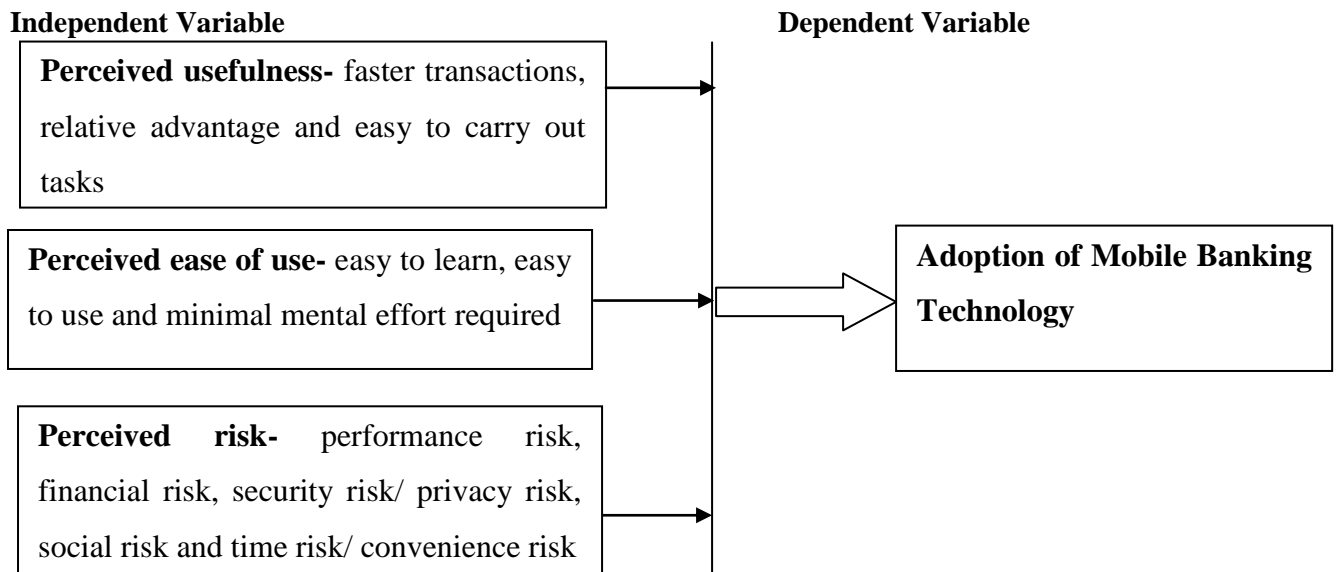 Independent Variable
Dependent Variable
Perceived usefulness- faster transactions,
relative advantage and easy to carry out
tasks
Perceived ease of use- easy to learn, easy
to use and minimal mental effort required
Adoption of Mobile Banking
Technology
Perceived risk- performance risk,
financial risk, security risk/ privacy risk,
social risk and time risk/ convenience risk